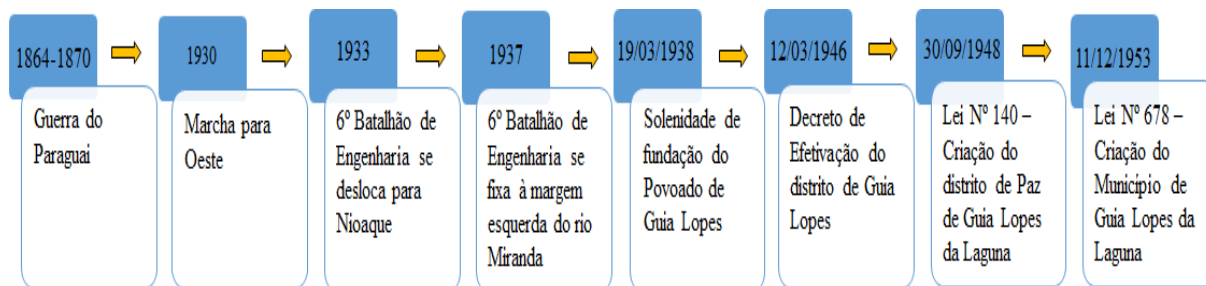 1864-1870
Guerra do
Paraguai
1930
Marcha para
Oeste
1933
6º Batalhão de
Engenharia se
desloca para
Nioaque
1937
6º Batalhão de
Engenharia se
fixa à margem
esquerda do rio
Miranda
19/03/1938
Solenidade de
fundação do
Povoado de
Guia Lopes
12/03/1946
Decreto de
Efetivação do
distrito de Guia
Lopes
30/09/1948
Lei Nº 140 –
Criação do
distrito de Paz
de Guia Lopes
da Laguna
11/12/1953
Lei Nº 678 –
Criação do
Município de
Guia Lopes da
Laguna